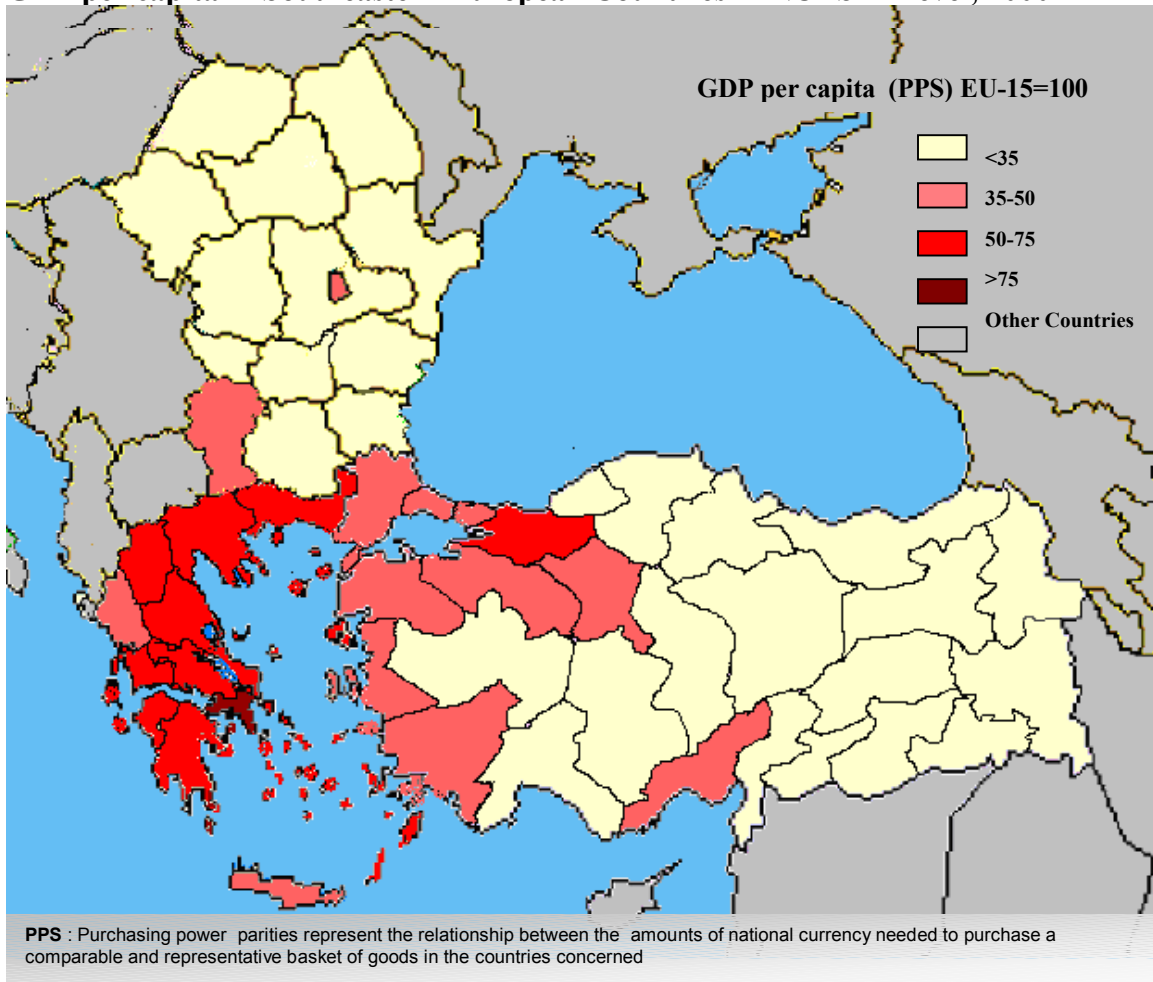 GDP per capita (PPS) EU-15=100
<35
35-50
50-75
>75
Other Countries
PPS : Purchasing power parities represent the relationship between the amounts of national currency needed to purchase a
comparable and representative basket of goods in the countries concerned